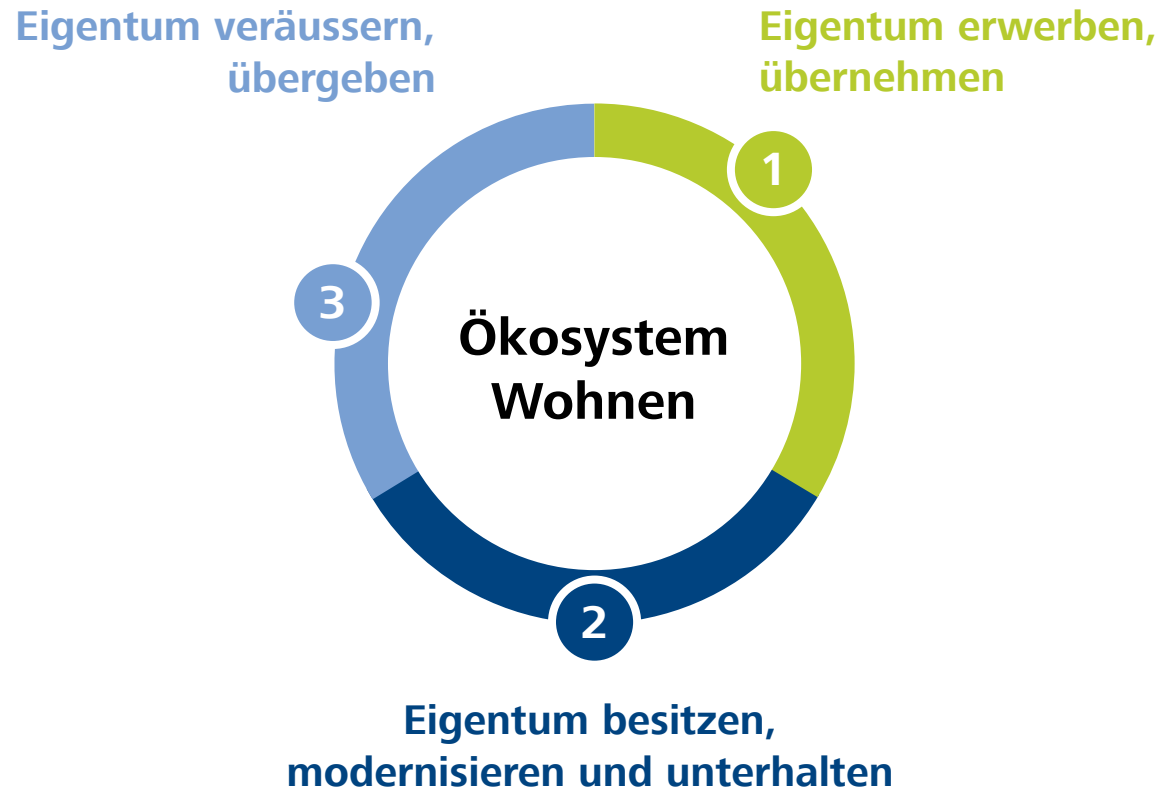 Eigentum veräussern,
übergeben
Eigentum erwerben,
übernehmen
1
3
Ökosystem
Wohnen
2
Eigentum besitzen,
modernisieren und unterhalten